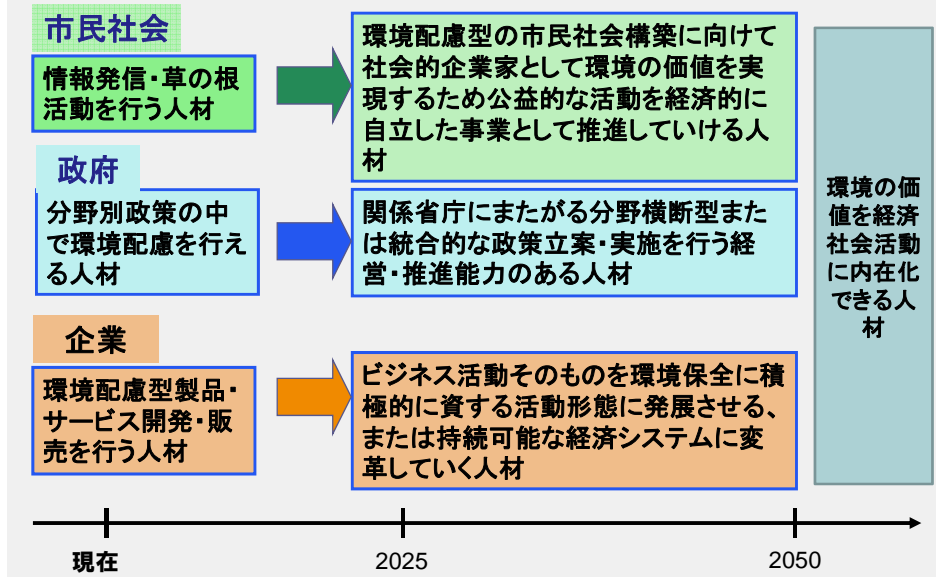 市民社会
情報発信・草の根
活動を行う人材
環境配慮型の市民社会構築に向けて
社会的企業家として環境の価値を実
現するため公益的な活動を経済的に
自立した事業として推進していける人
材
政府
分野別政策の中
で環境配慮を行え
る人材
関係省庁にまたがる分野横断型また
は統合的な政策立案・実施を行う経
営・推進能力のある人材
企業
環境配慮型製品・
サービス開発・販
売を行う人材
ビジネス活動そのものを環境保全に積
極的に資する活動形態に発展させる、
または持続可能な経済システムに変
革していく人材
環境の価
値を経済
社会活動
に内在化
できる人
材
現在
2025
2050